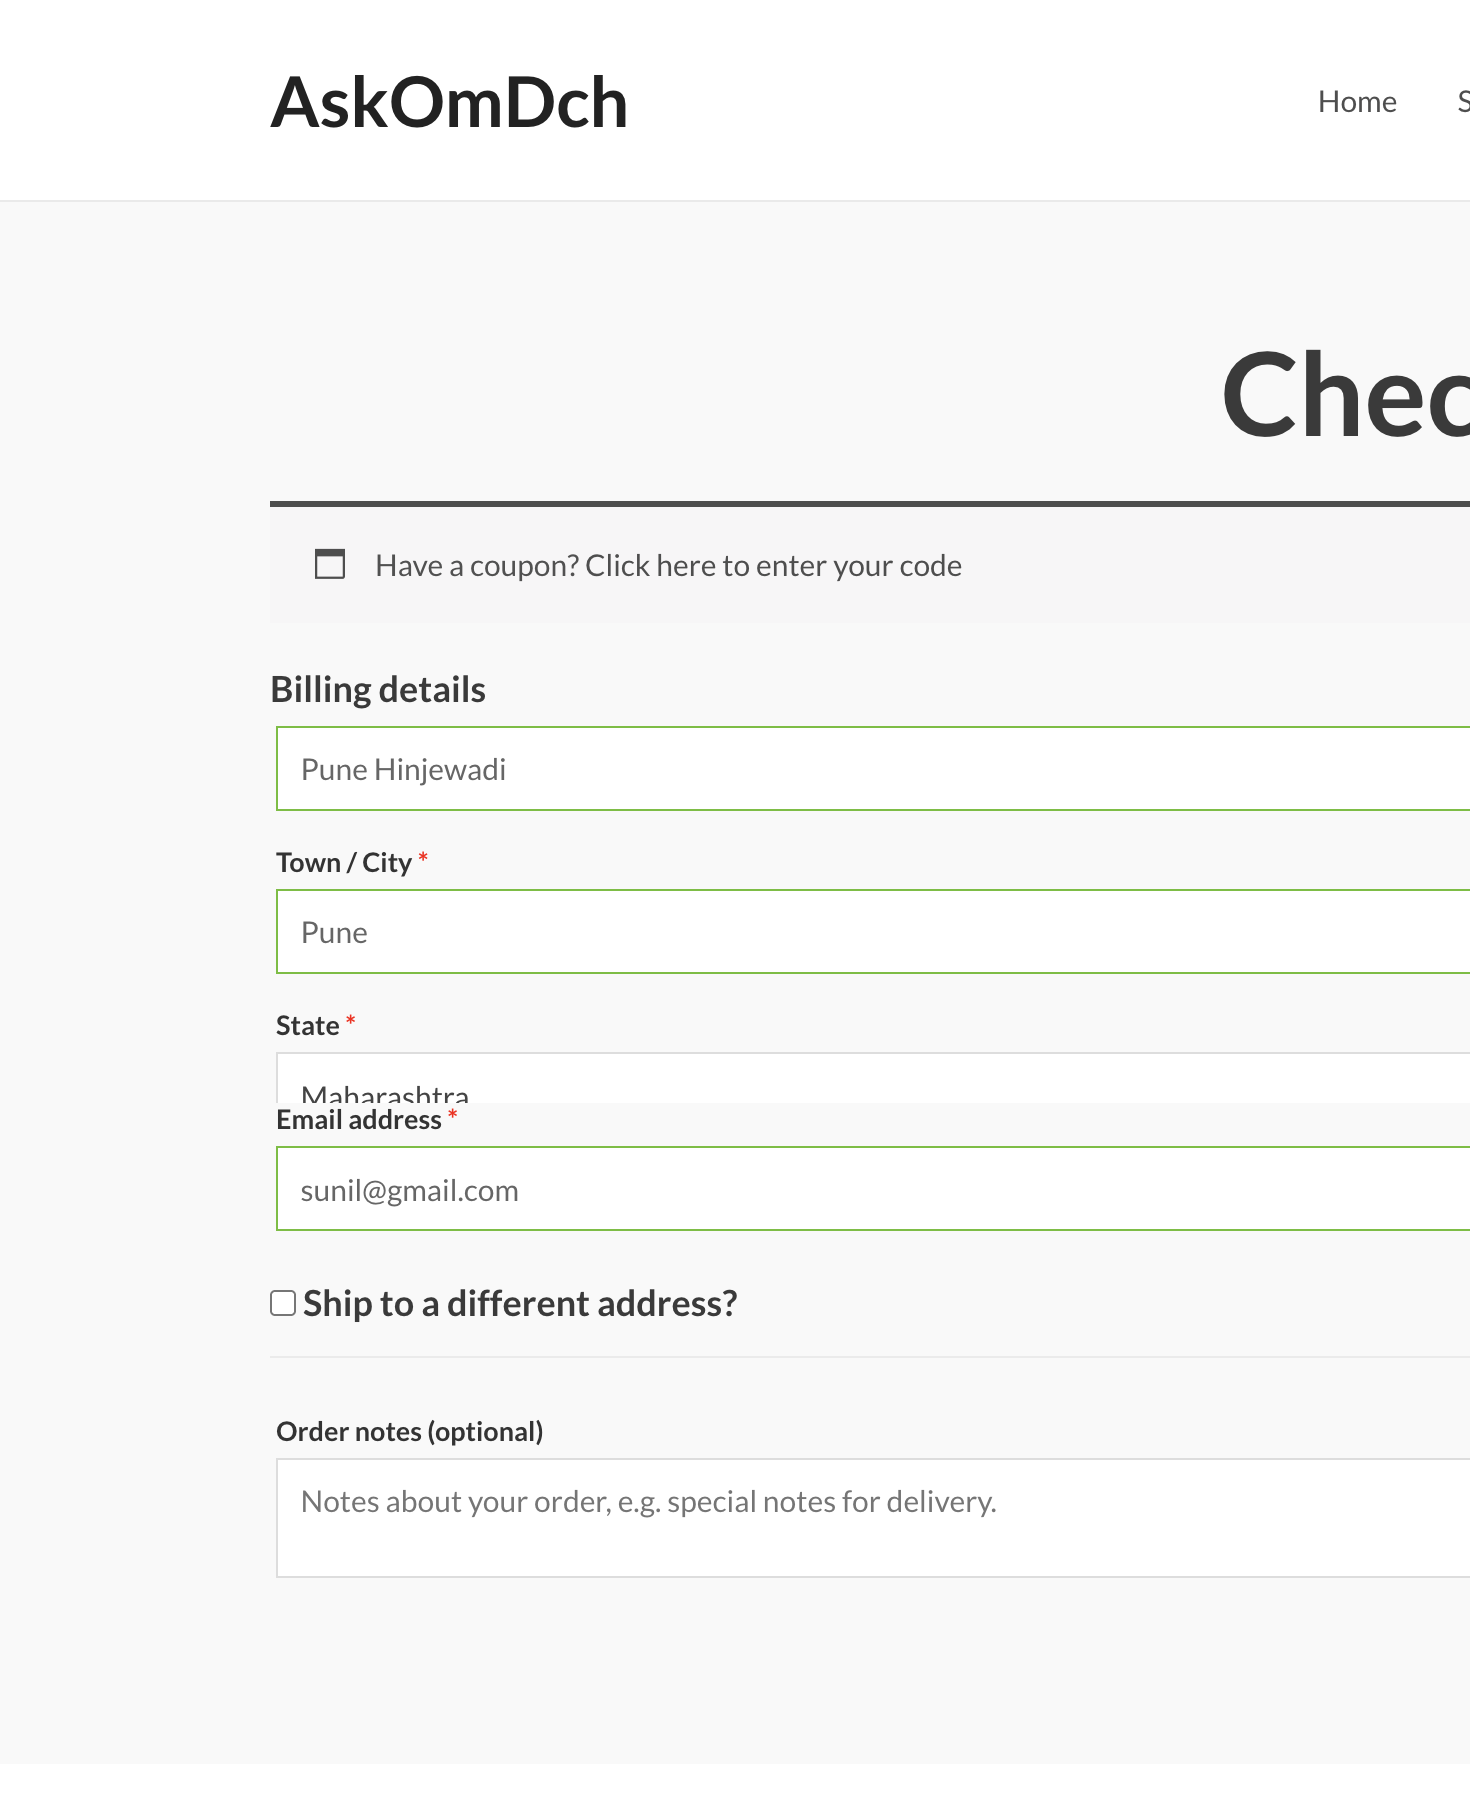 AskOmDch
Home
Have a coupon? Click here to enter your code
Billing details
Pune Hinjewadi
Town / City *
Pune
State *
Maharashtra
Email address *
sunil@gmail.com
Ship to a different address?
Order notes (optional)
Notes about your order, e.g. special notes for delivery.